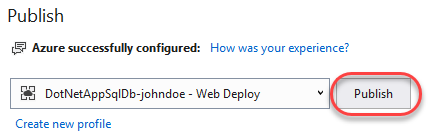 Publish
Azure successfully configured: How was your experience?
DotNetAppSqlDb-johndoe - Web Deploy Publish
Create new profile